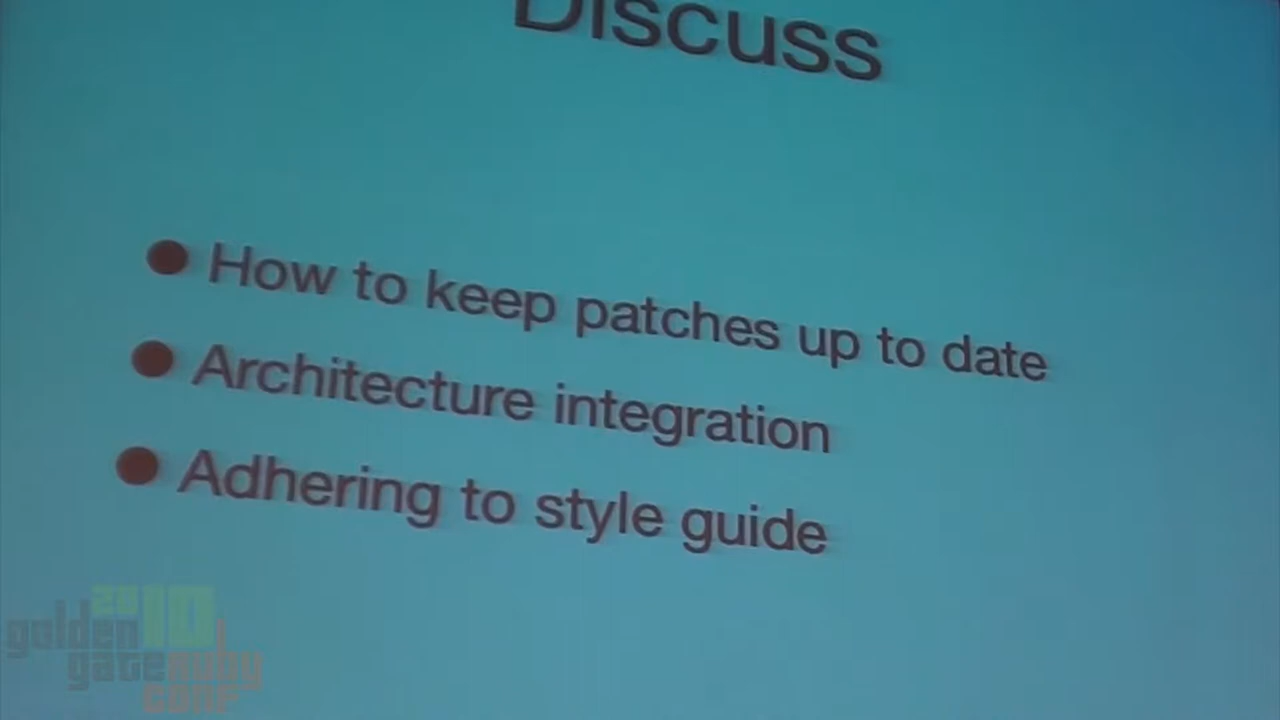 Discuss
How to keep patches up to date
Architecture integration
Adhering to style guide
2010
golden
gate ruby
conf